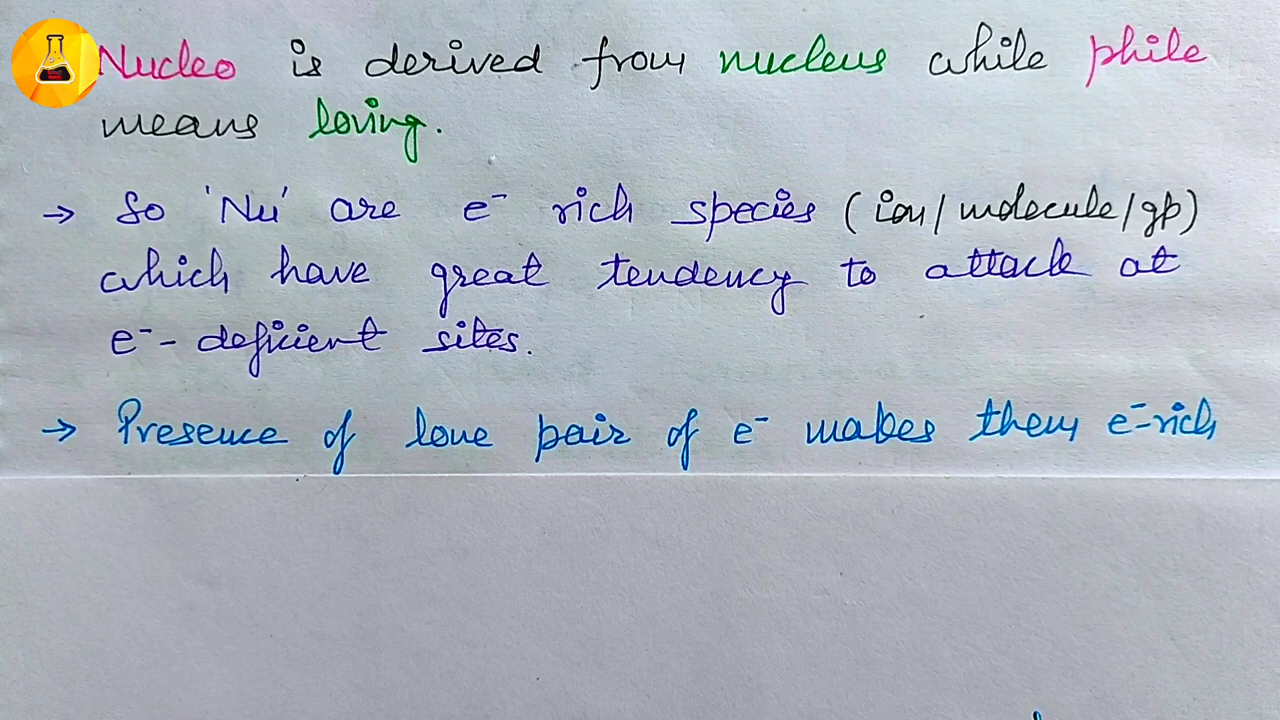 Nucleo is derived from nucleus while phile
means loving.
→ So 'Nu' are e⁻ rich species (ion/molecule/gp)
which have great tendency to attack at
e⁻-deficient sites.
→ Presence of lone pair of e⁻ makes them e⁻-rich